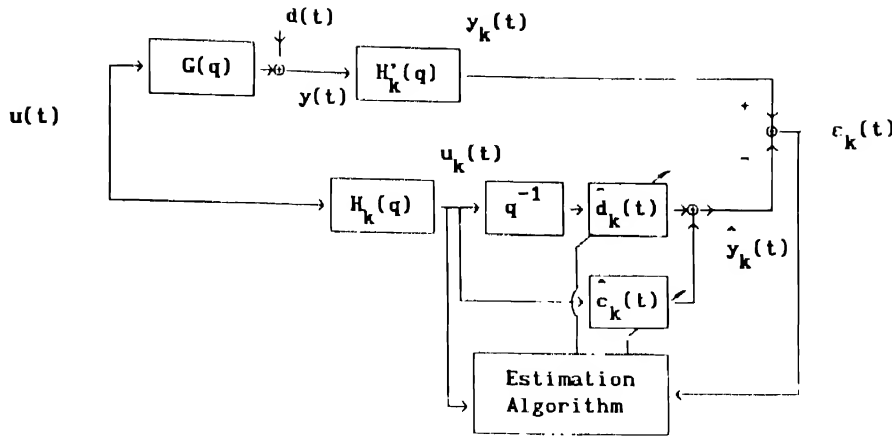 d(t)
y_k(t)
G(q)
H'_k(q)
y(t)
u(t)
+
ε_k(t)
−
u_k(t)
H_k(q)
q^{-1}
d̂_k(t)
ŷ_k(t)
ĉ_k(t)
Estimation
Algorithm